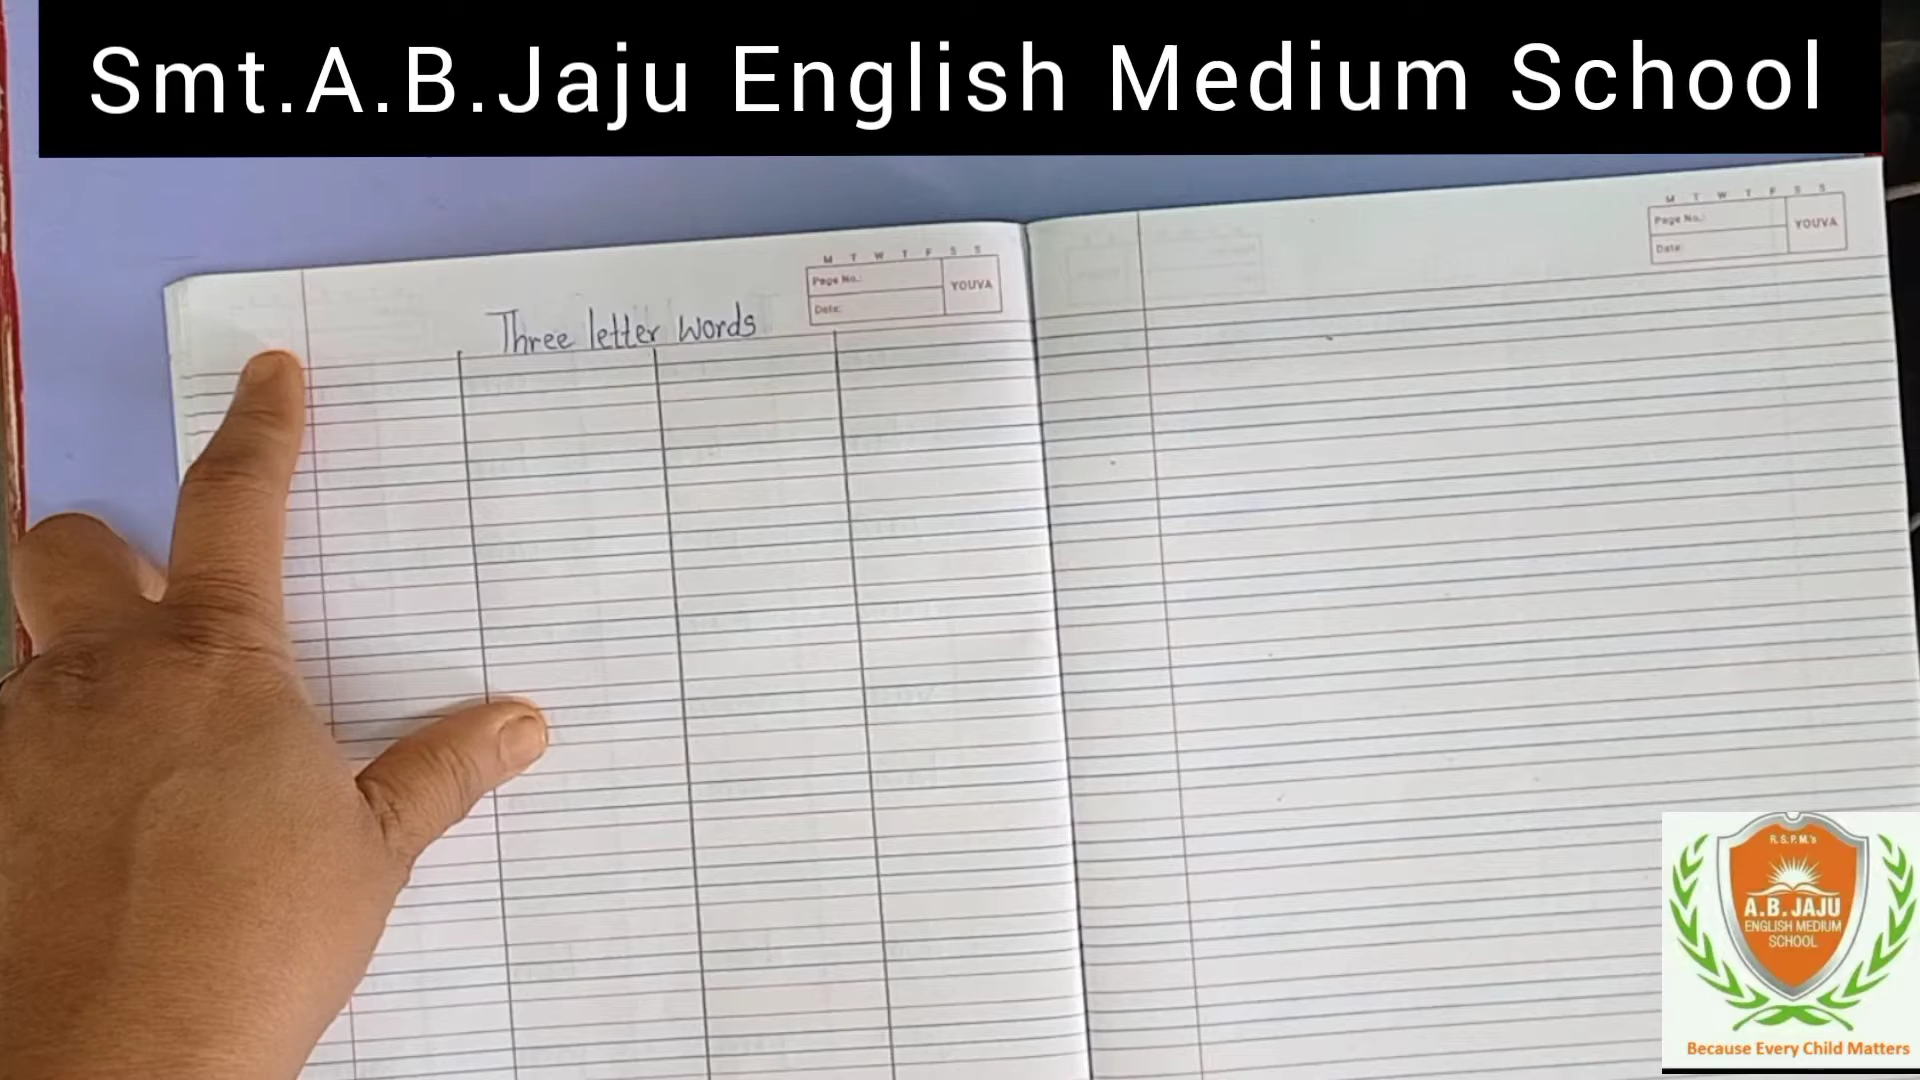 Smt.A.B.Jaju English Medium School
M T W T F S S
Page No.:
Date:
YOUVA
Three letter words
M T W T F S S
Page No.:
Date:
YOUVA
R.S.P.M.'s
A.B. JAJU
ENGLISH MEDIUM
SCHOOL
Because Every Child Matters